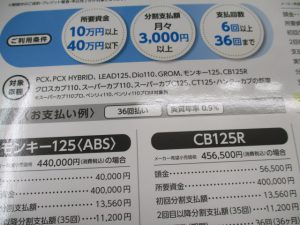 ご利用条件
所要資金
10万円以上
40万円以下
分割支払額
月々
3,000円
以上
支払回数
6回以上
36回まで
対象
PCX、PCX HYBRID、LEAD125、Dio110、GROM、モンキー125、CB125R
クロスカブ110、スーパーカブ110、スーパーカブC125、CT125・ハンターカブの新車
お支払い例
36回払い
実質年率 0.9%
モンキー125〈ABS〉
440,000円(消費税込)の場合
40,000円
400,000円
13,560円
(35回) 11,200円
CB125R
メーカー希望小売価格 456,500円(消費税込)の場合
頭金 56,500円
所要資金 400,000円
初回分割支払額 13,560円
2回目以降分割支払額(35回) 11,200円